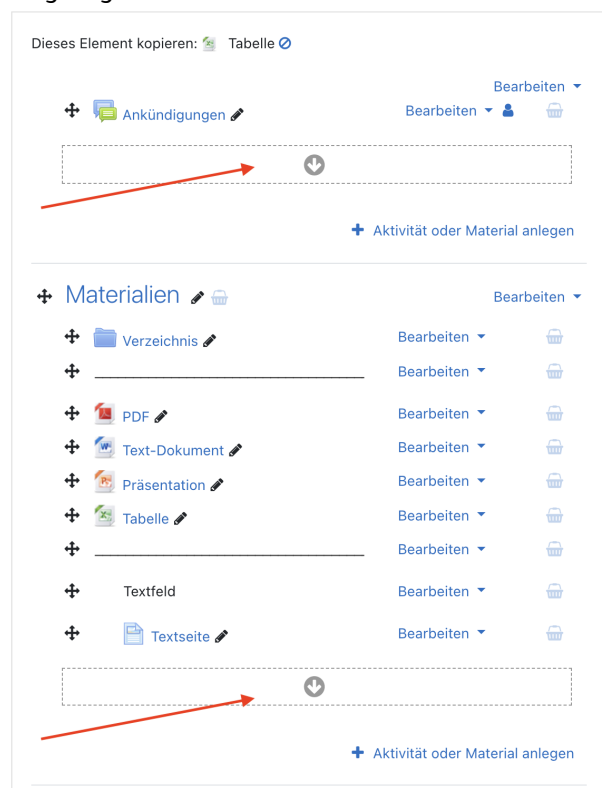 Dieses Element kopieren: Tabelle
Bearbeiten
Ankündigungen Bearbeiten
+ Aktivität oder Material anlegen
Materialien Bearbeiten
Verzeichnis Bearbeiten
Bearbeiten
PDF Bearbeiten
Text-Dokument Bearbeiten
Präsentation Bearbeiten
Tabelle Bearbeiten
Bearbeiten
Textfeld Bearbeiten
Textseite Bearbeiten
+ Aktivität oder Material anlegen